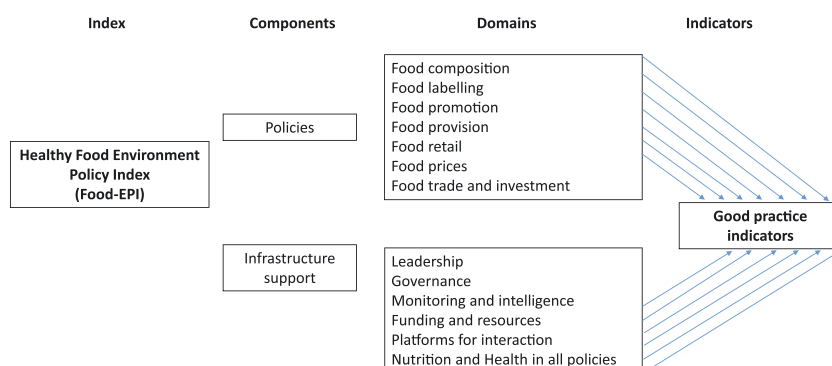 Index
Components
Domains
Indicators
Healthy Food Environment
Policy Index
(Food-EPI)
Policies
Food composition
Food labelling
Food promotion
Food provision
Food retail
Food prices
Food trade and investment
Good practice
indicators
Infrastructure
support
Leadership
Governance
Monitoring and intelligence
Funding and resources
Platforms for interaction
Nutrition and Health in all policies